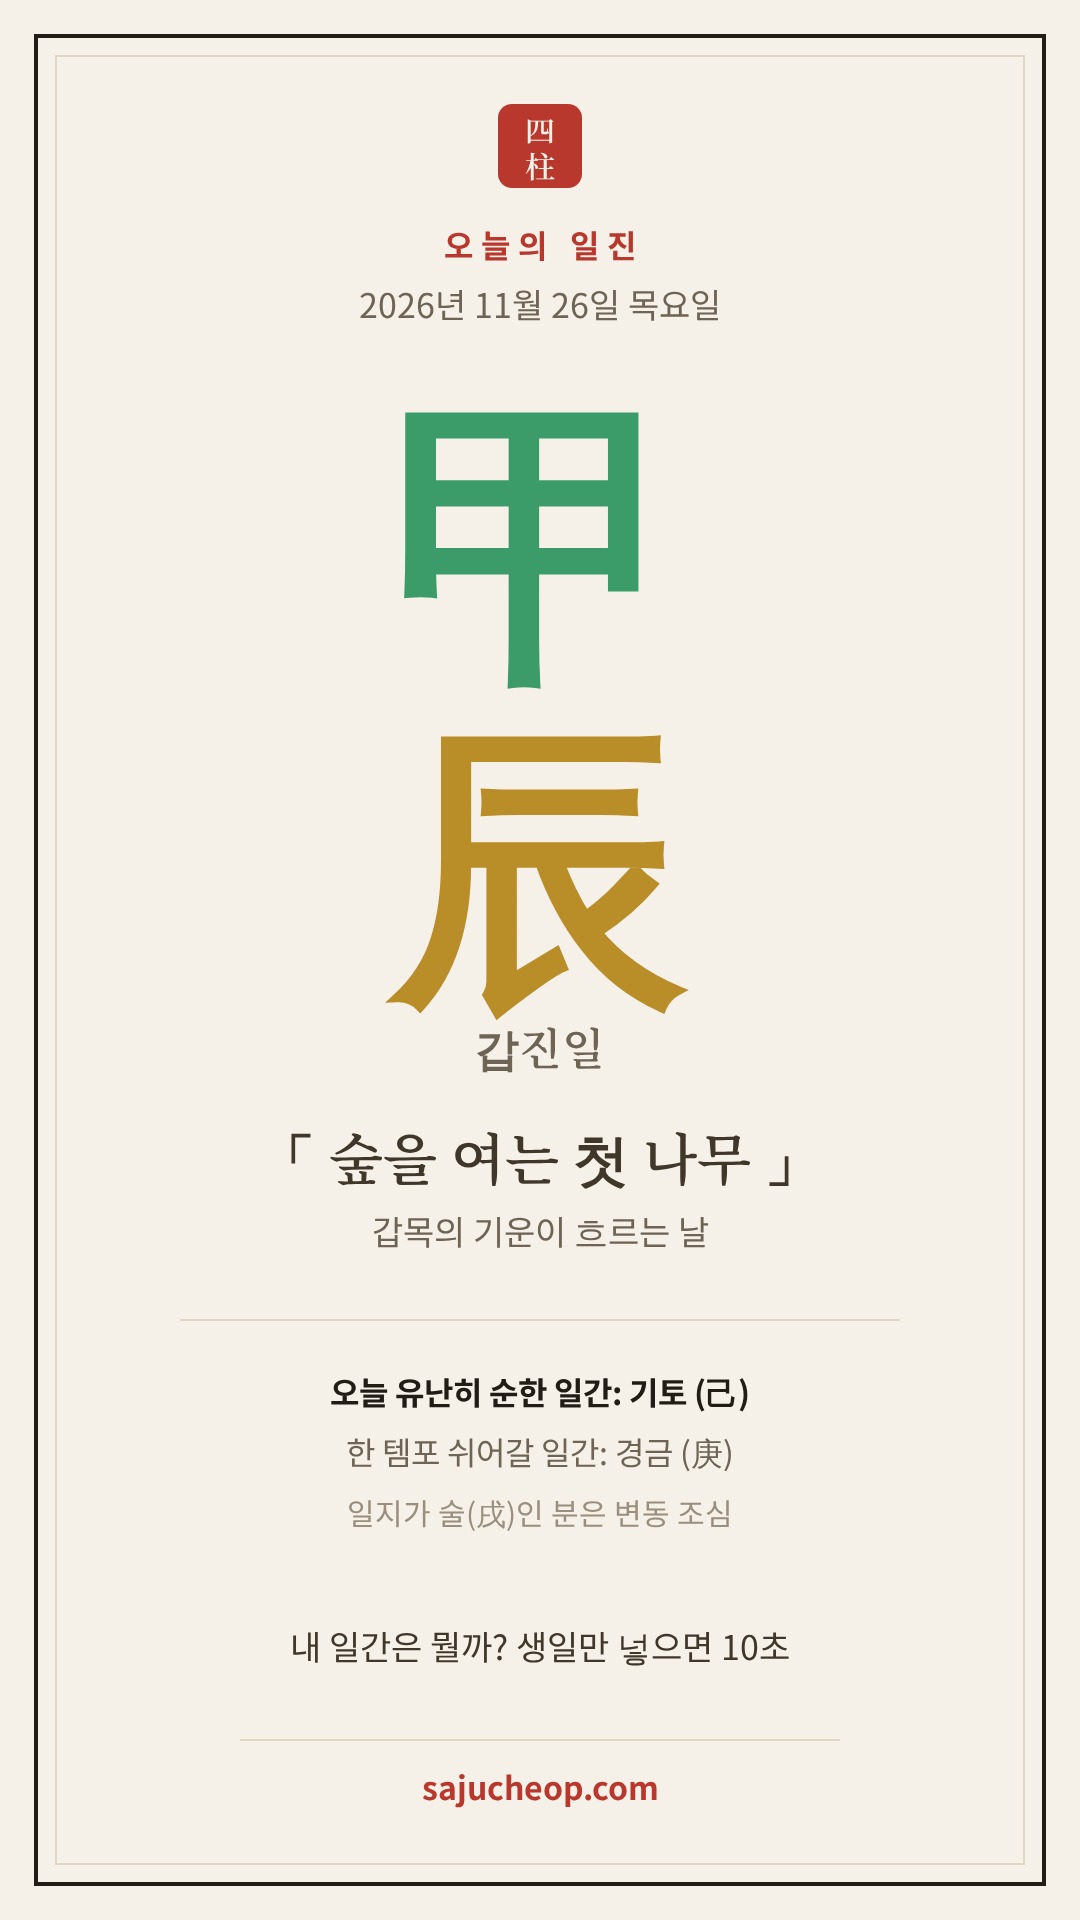 四
柱
오늘의 일진
2026년 11월 26일 목요일
甲
辰
갑진일
「 숲을 여는 첫 나무 」
갑목의 기운이 흐르는 날
오늘 유난히 순한 일간: 기토 (己)
한 템포 쉬어갈 일간: 경금 (庚)
일지가 술(戌)인 분은 변동 조심
내 일간은 뭘까? 생일만 넣으면 10초
sajucheop.com